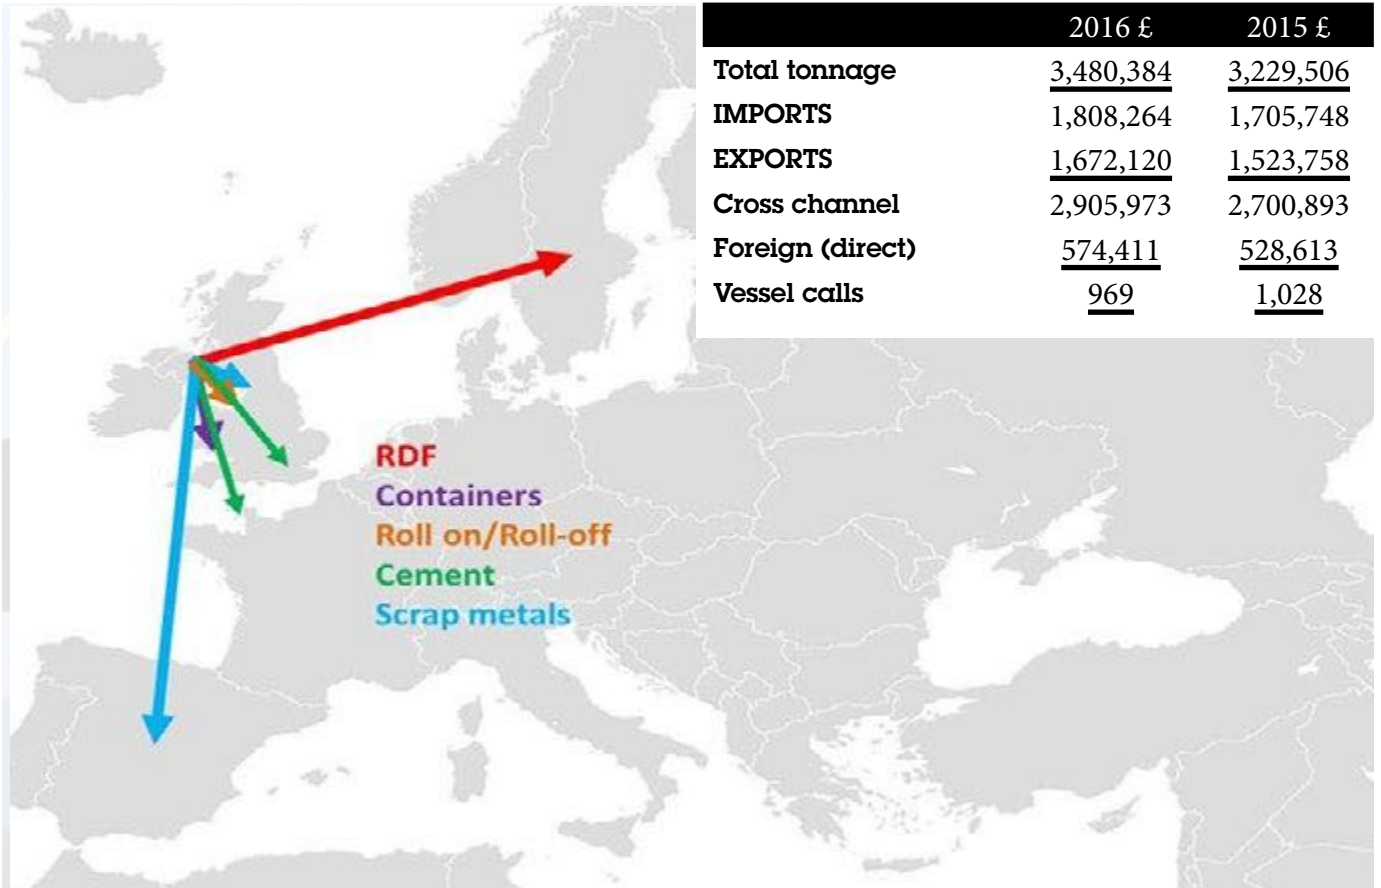 2016 £ 2015 £
Total tonnage 3,480,384 3,229,506
IMPORTS 1,808,264 1,705,748
EXPORTS 1,672,120 1,523,758
Cross channel 2,905,973 2,700,893
Foreign (direct) 574,411 528,613
Vessel calls 969 1,028
RDF
Containers
Roll on/Roll-off
Cement
Scrap metals